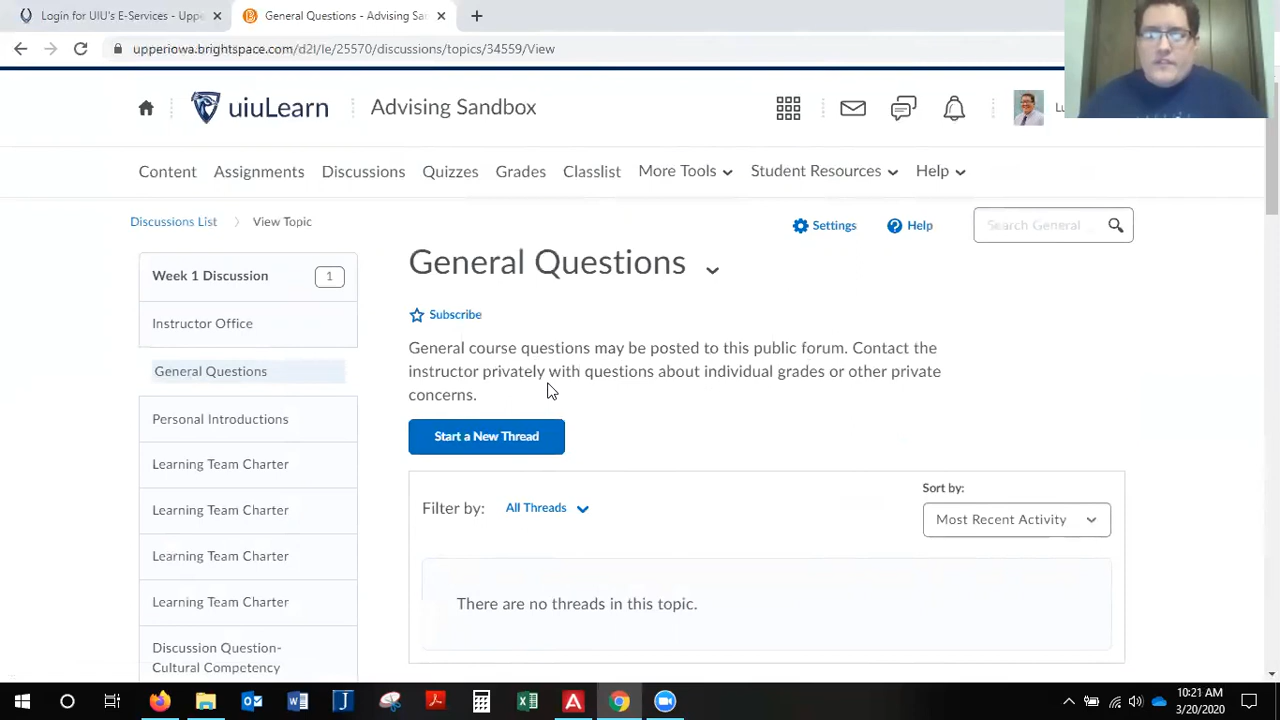 Login for UIU's E-Services - Upp
General Questions - Advising Sa
upperiowa.brightspace.com/d2l/le/25570/discussions/topics/34559/View
uiuLearn
Advising Sandbox
Lu
Content
Assignments
Discussions
Quizzes
Grades
Classlist
More Tools
Student Resources
Help
Discussions List
View Topic
Settings
Help
Search General
Week 1 Discussion
1
Instructor Office
General Questions
Personal Introductions
Learning Team Charter
Learning Team Charter
Learning Team Charter
Learning Team Charter
Discussion Question-
Cultural Competency
General Questions
Subscribe
General course questions may be posted to this public forum. Contact the
instructor privately with questions about individual grades or other private
concerns.
Start a New Thread
Filter by:
All Threads
Sort by:
Most Recent Activity
There are no threads in this topic.
10:21 AM
3/20/2020